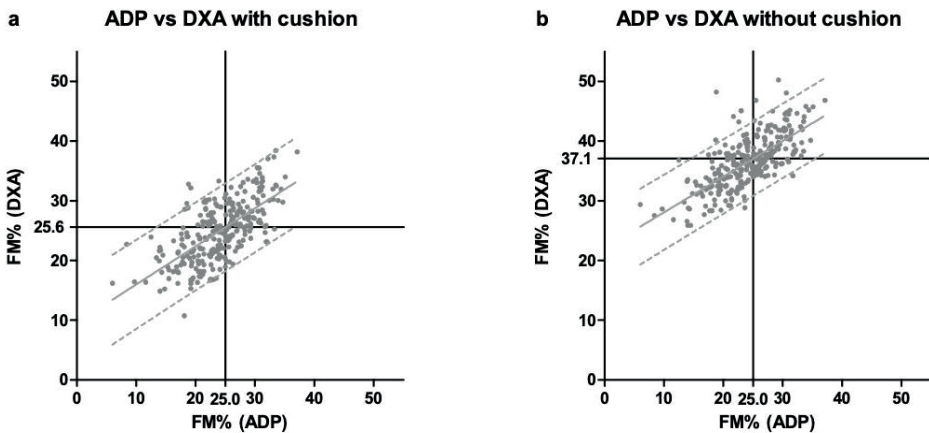 a ADP vs DXA with cushion
50
40
30
25.6
20
10
0
0 10 20 25.0 30 40 50
FM% (DXA)
FM% (ADP)
b ADP vs DXA without cushion
50
40
37.1
30
20
10
0
0 10 20 25.0 30 40 50
FM% (DXA)
FM% (ADP)